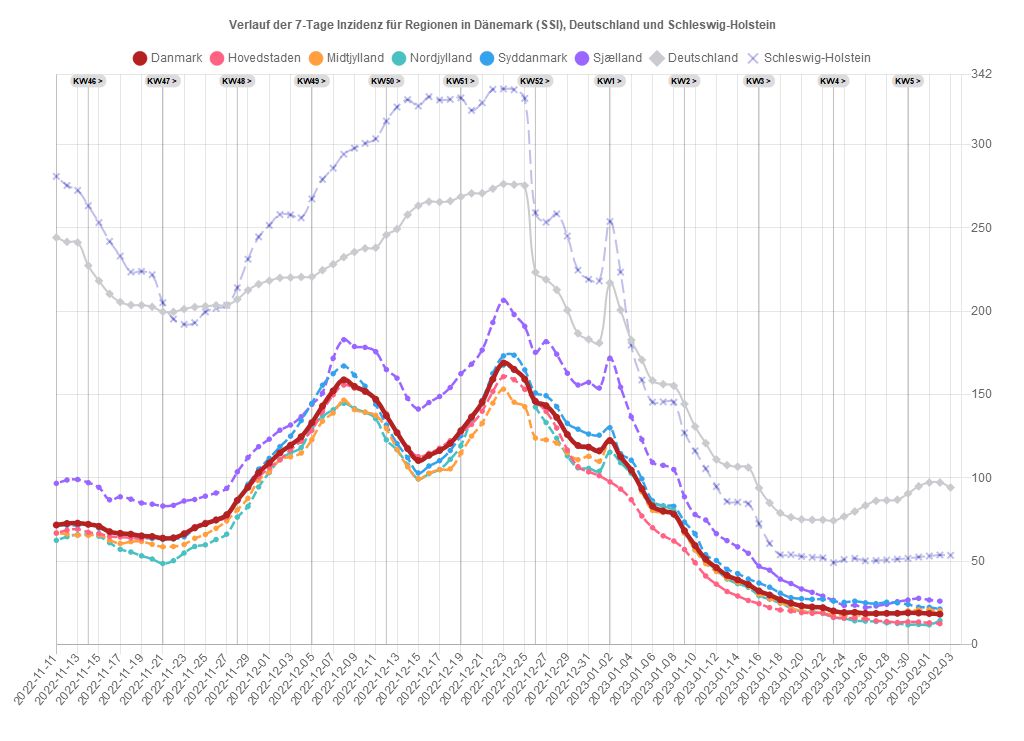 Verlauf der 7-Tage Inzidenz für Regionen in Dänemark (SSI), Deutschland und Schleswig-Holstein
Danmark Hovedstaden Midtjylland Nordjylland Syddanmark Sjælland Deutschland Schleswig-Holstein
KW46 > KW47 > KW48 > KW49 > KW50 > KW51 > KW52 > KW1 > KW2 > KW3 > KW4 > KW5 >
342
300
250
200
150
100
50
0
2022-11-11 2022-11-13 2022-11-15 2022-11-17 2022-11-19 2022-11-21 2022-11-23 2022-11-25 2022-11-27 2022-11-29 2022-12-01 2022-12-03 2022-12-05 2022-12-07 2022-12-09 2022-12-11 2022-12-13 2022-12-15 2022-12-17 2022-12-19 2022-12-21 2022-12-23 2022-12-25 2022-12-27 2022-12-29 2022-12-31 2023-01-02 2023-01-04 2023-01-06 2023-01-08 2023-01-10 2023-01-12 2023-01-14 2023-01-16 2023-01-18 2023-01-20 2023-01-22 2023-01-24 2023-01-26 2023-01-28 2023-01-30 2023-02-01 2023-02-03